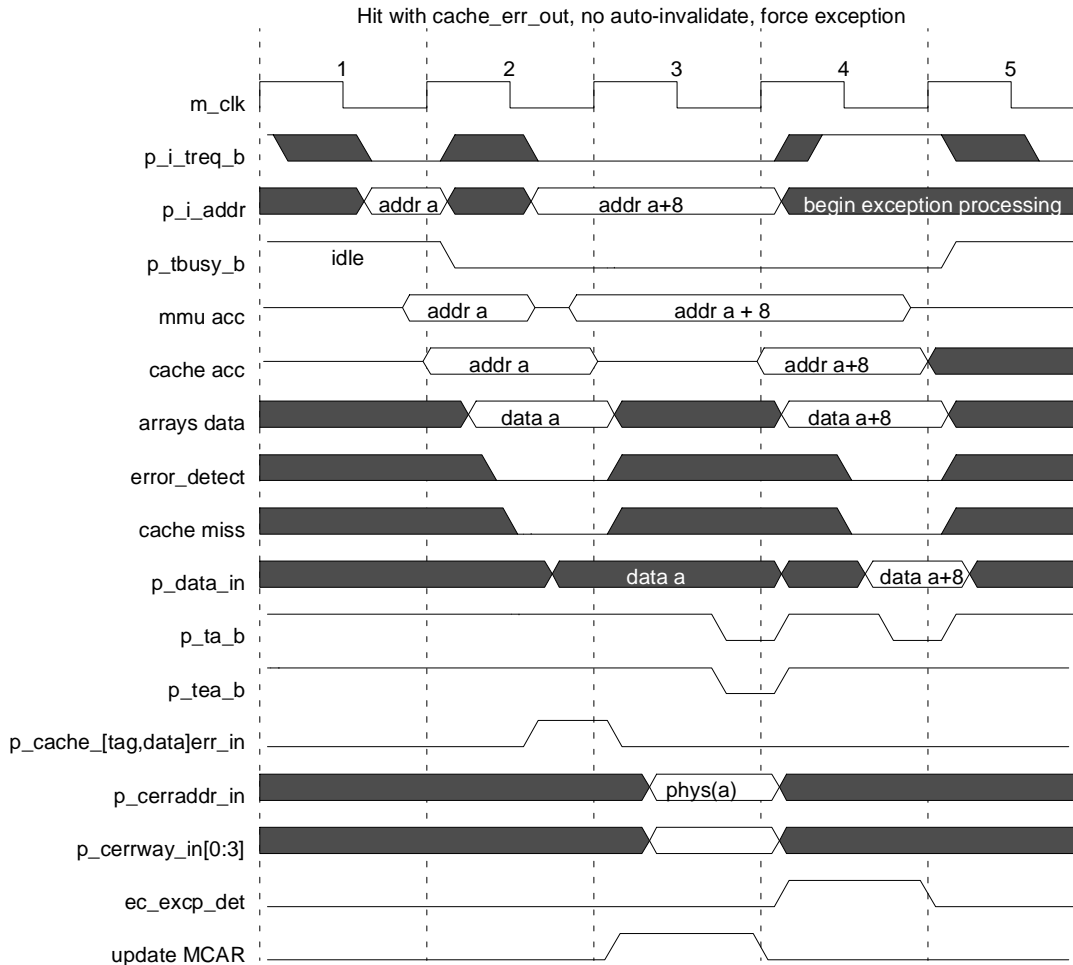 Hit with cache_err_out, no auto-invalidate, force exception
1 2 3 4 5
m_clk
p_i_treq_b
p_i_addr addr a addr a+8 begin exception processing
p_tbusy_b idle
mmu acc addr a addr a + 8
cache acc addr a addr a+8
arrays data data a data a+8
error_detect
cache miss
p_data_in data a data a+8
p_ta_b
p_tea_b
p_cache_[tag,data]err_in
p_cerraddr_in phys(a)
p_cerrway_in[0:3]
ec_excp_det
update MCAR